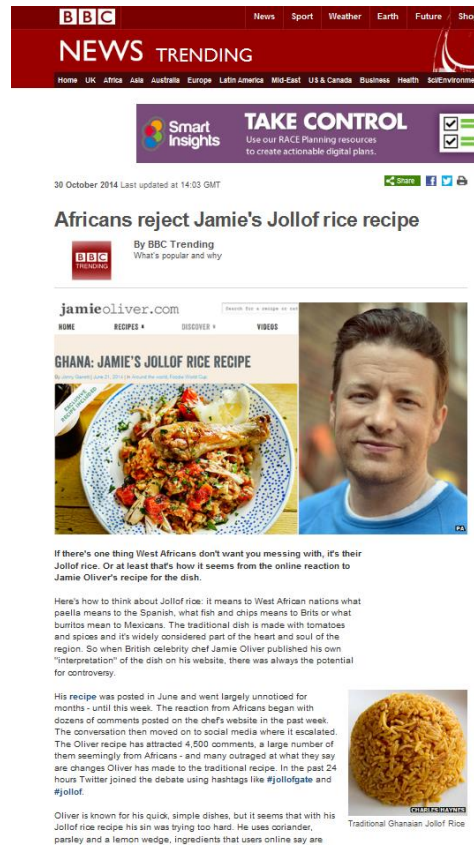 BBC News Sport Weather Earth Future Sho
NEWS TRENDING
Home UK Africa Asia Australia Europe Latin America Mid-East US & Canada Business Health Sci/Environme
Smart Insights
TAKE CONTROL
Use our RACE Planning resources
to create actionable digital plans.
30 October 2014 Last updated at 14:03 GMT
Share
Africans reject Jamie's Jollof rice recipe
BBC
TRENDING
By BBC Trending
What's popular and why
jamieoliver.com
HOME RECIPES DISCOVER VIDEOS
GHANA: JAMIE'S JOLLOF RICE RECIPE
EXCLUSIVE
RECIPE INCLUDED
PA
If there's one thing West Africans don't want you messing with, it's their
Jollof rice. Or at least that's how it seems from the online reaction to
Jamie Oliver's recipe for the dish.
Here's how to think about Jollof rice: it means to West African nations what
paella means to the Spanish, what fish and chips means to Brits or what
burritos mean to Mexicans. The traditional dish is made with tomatoes
and spices and it's widely considered part of the heart and soul of the
region. So when British celebrity chef Jamie Oliver published his own
"interpretation" of the dish on his website, there was always the potential
for controversy.
His recipe was posted in June and went largely unnoticed for
months - until this week. The reaction from Africans began with
dozens of comments posted on the chef's website in the past week.
The conversation then moved on to social media where it escalated.
The Oliver recipe has attracted 4,500 comments, a large number of
them seemingly from Africans - and many outraged at what they say
are changes Oliver has made to the traditional recipe. In the past 24
hours Twitter joined the debate using hashtags like #jollofgate and
#jollof.
CHARLES HAYNES
Traditional Ghanaian Jollof Rice
Oliver is known for his quick, simple dishes, but it seems that with his
Jollof rice recipe his sin was trying too hard. He uses coriander,
parsley and a lemon wedge, ingredients that users online say are